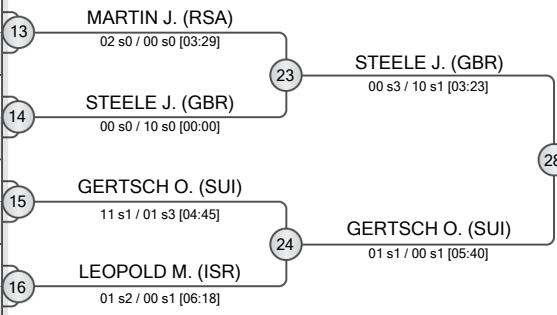 13
MARTIN J. (RSA)
02 s0 / 00 s0 [03:29]
23
STEELE J. (GBR)
00 s3 / 10 s1 [03:23]
14
STEELE J. (GBR)
00 s0 / 10 s0 [00:00]
28
15
GERTSCH O. (SUI)
11 s1 / 01 s3 [04:45]
24
GERTSCH O. (SUI)
01 s1 / 00 s1 [05:40]
16
LEOPOLD M. (ISR)
01 s2 / 00 s1 [06:18]